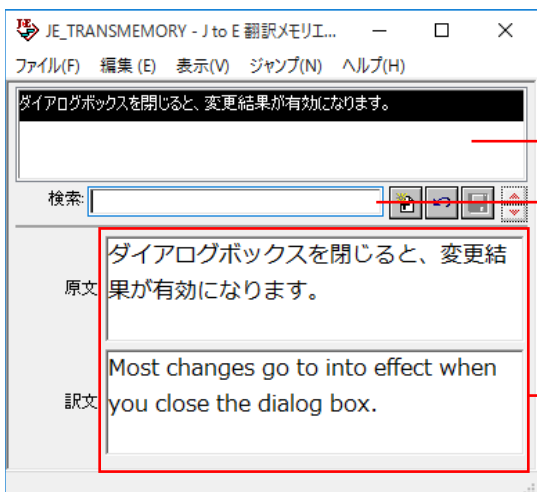 JE_TRANSMEMORY - J to E 翻訳メモリエ...
ファイル(F) 編集(E) 表示(V) ジャンプ(N) ヘルプ(H)
ダイアログボックスを閉じると、変更結果が有効になります。
検索:
原文
ダイアログボックスを閉じると、変更結
果が有効になります。
訳文
Most changes go to into effect when
you close the dialog box.